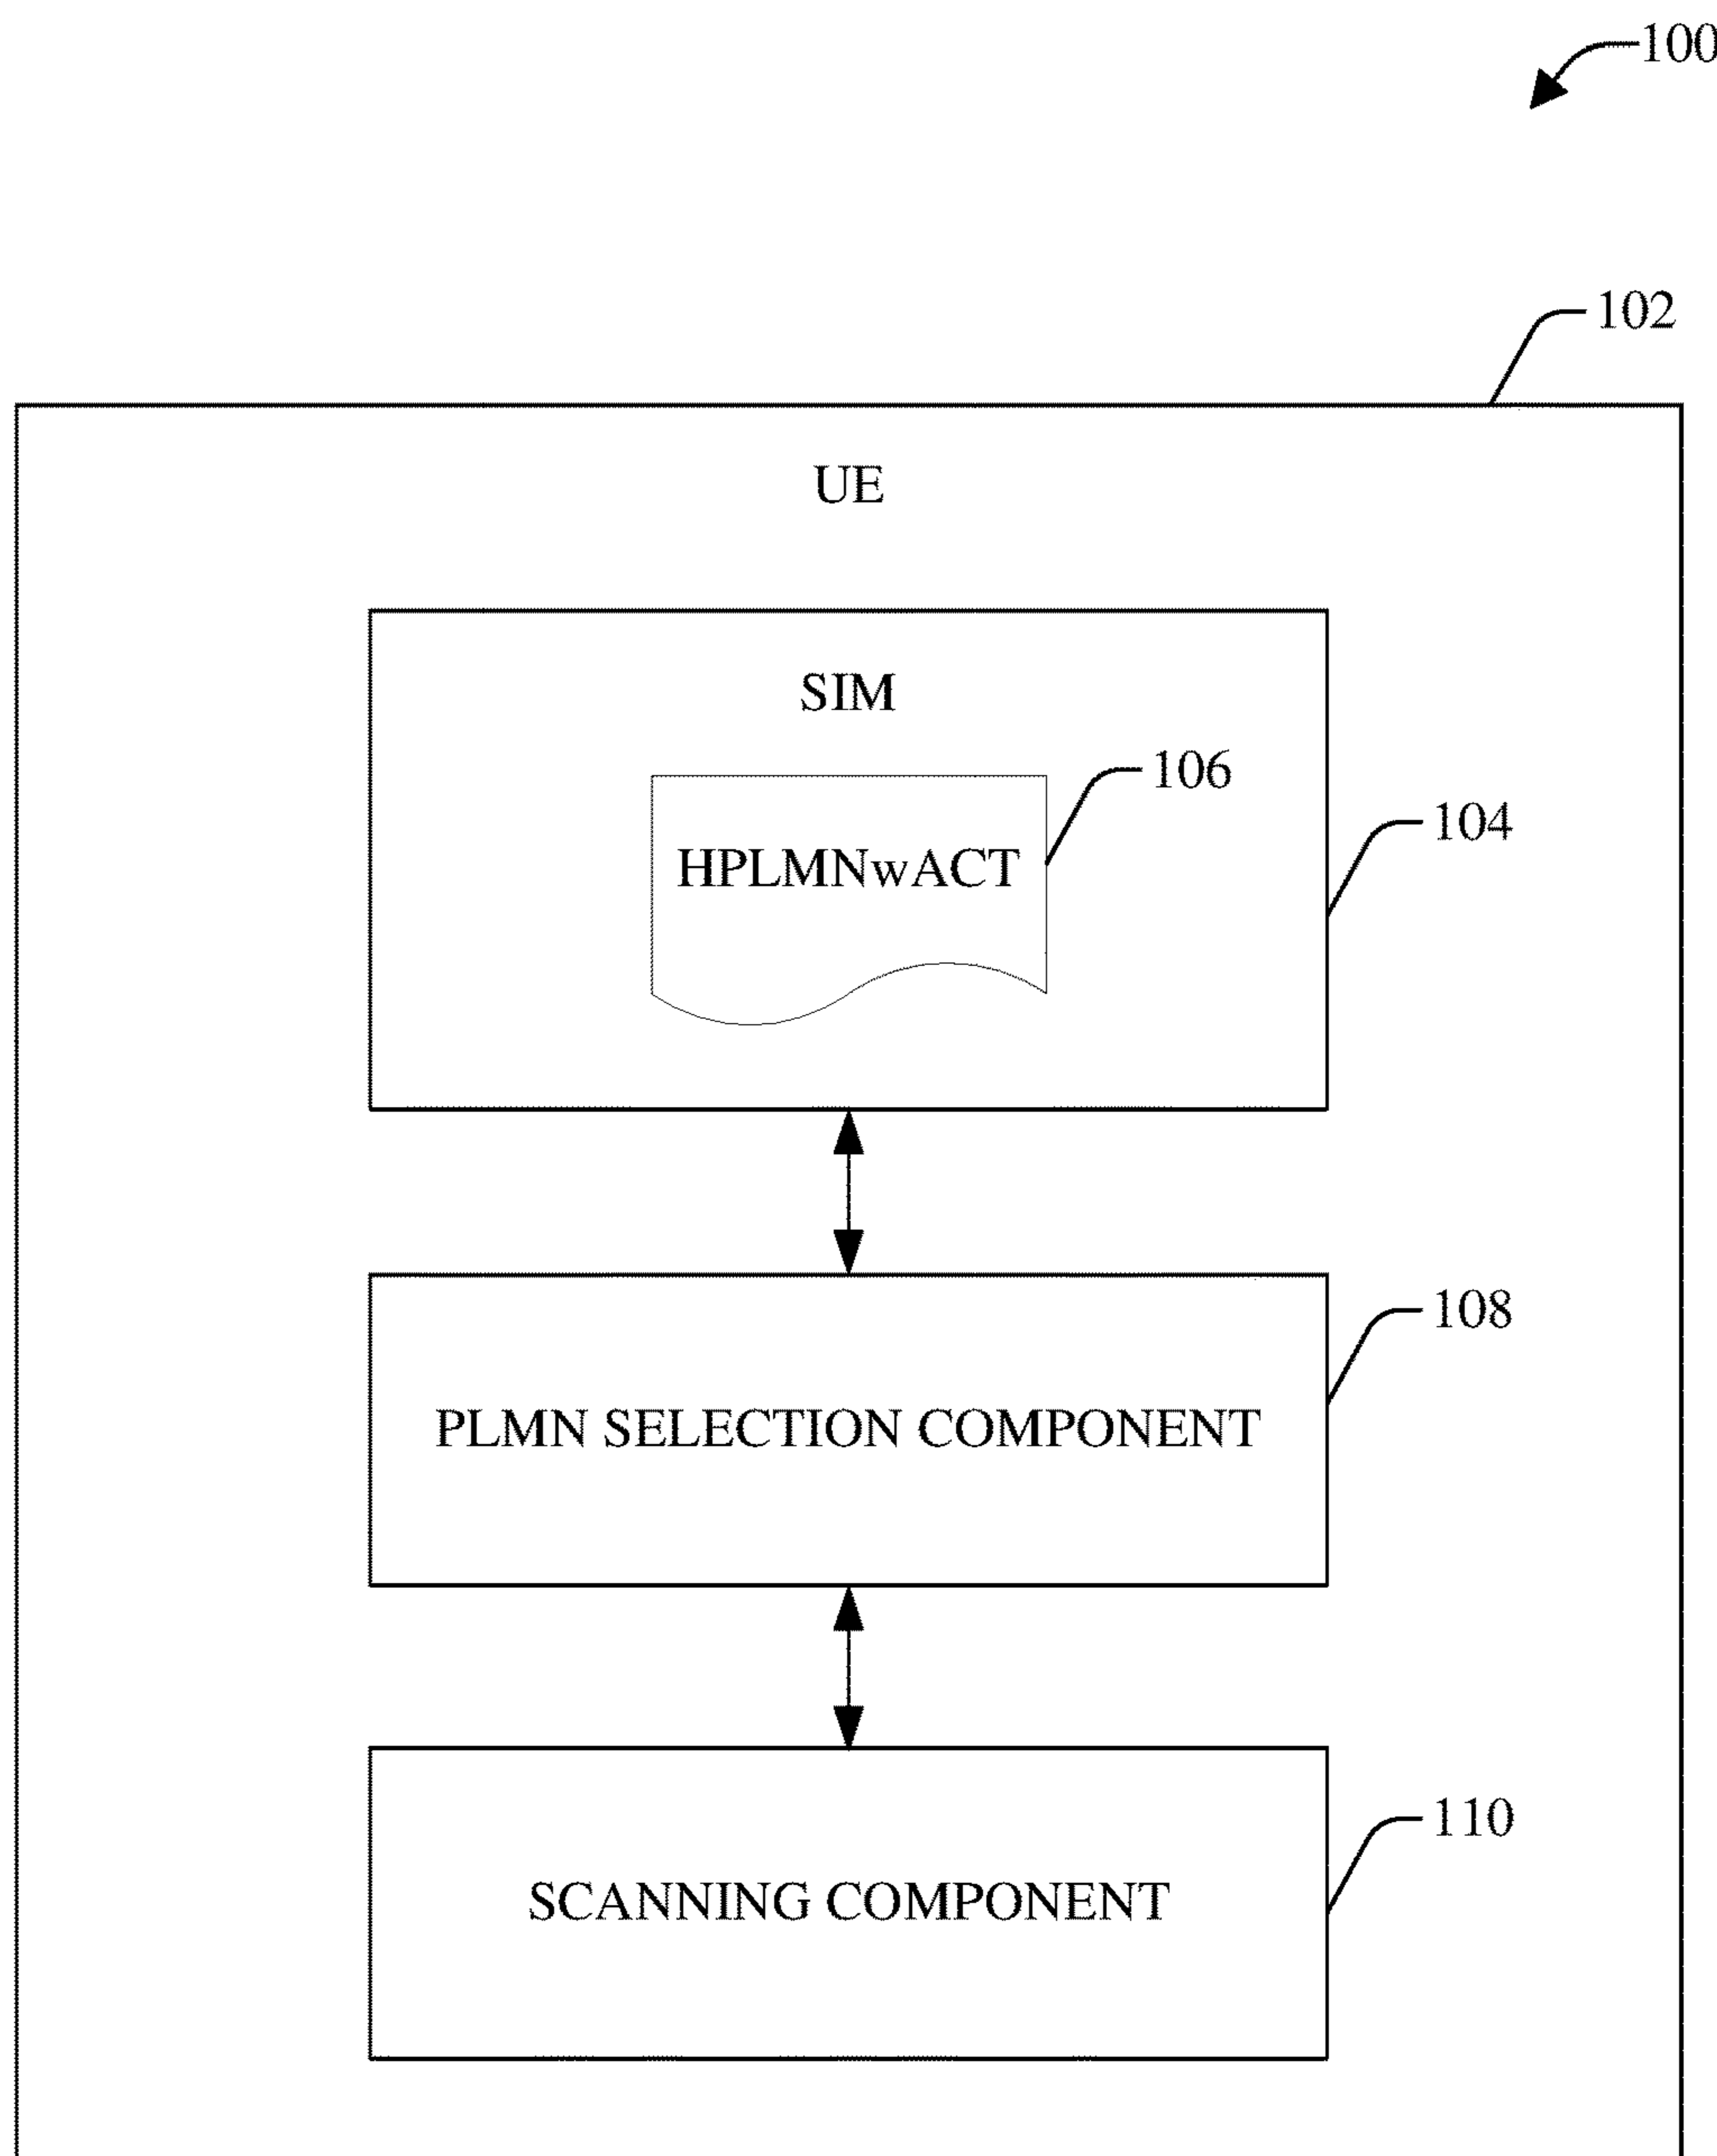 100
102
UE
SIM
106
HPLMNwACT
104
108
PLMN SELECTION COMPONENT
110
SCANNING COMPONENT